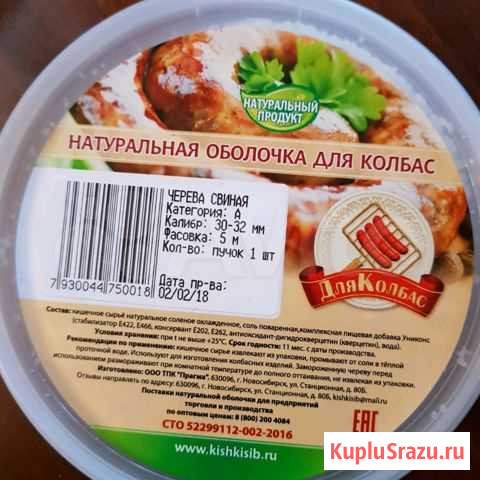 НАТУРАЛЬНЫЙ
ПРОДУКТ
НАТУРАЛЬНАЯ ОБОЛОЧКА ДЛЯ КОЛБАС
ЧЕРЕВА СВИНАЯ
Категория: А
Калибр: 30-32 мм
Фасовка: 5 м
Кол-во: пучок 1 шт
Дата пр-ва:
02/02/18
7 930044 750018
ДляКолбас
Состав: кишечное сырьё натуральное соленое охлажденное, соль поваренная, комплексная пищевая добавка Униконс
(стабилизатор Е422, Е466, консервант Е202, Е262, антиоксидант-дигидрокверцетин (кверцетин), вода).
Условия хранения: при t не выше +25°С. Срок годности: 11 мес. с даты производства.
Рекомендации по применению: кишечное сырье извлекают из упаковки, промывают от соли в тёплой
проточной воде. Используют для изготовления колбасных изделий. Замороженную череву перед
использованием размораживают при комнатной температуре до полного оттаивания, не извлекая из упаковки.
Изготовлено: ООО ТПК "Прагма", 630096, г. Новосибирск, ул. Станционная, д. 80Б.
Отзывы направлять по адресу: 630096, г. Новосибирск, ул. Станционная, д. 80Б, kishkisib@mail.ru
Поставки натуральной оболочки для предприятий
торговли и производства
по оптовым ценам: 8 (800) 200 4084
СТО 52299112-002-2016
EAC
www.kishkisib.ru
KupluSrazu.ru